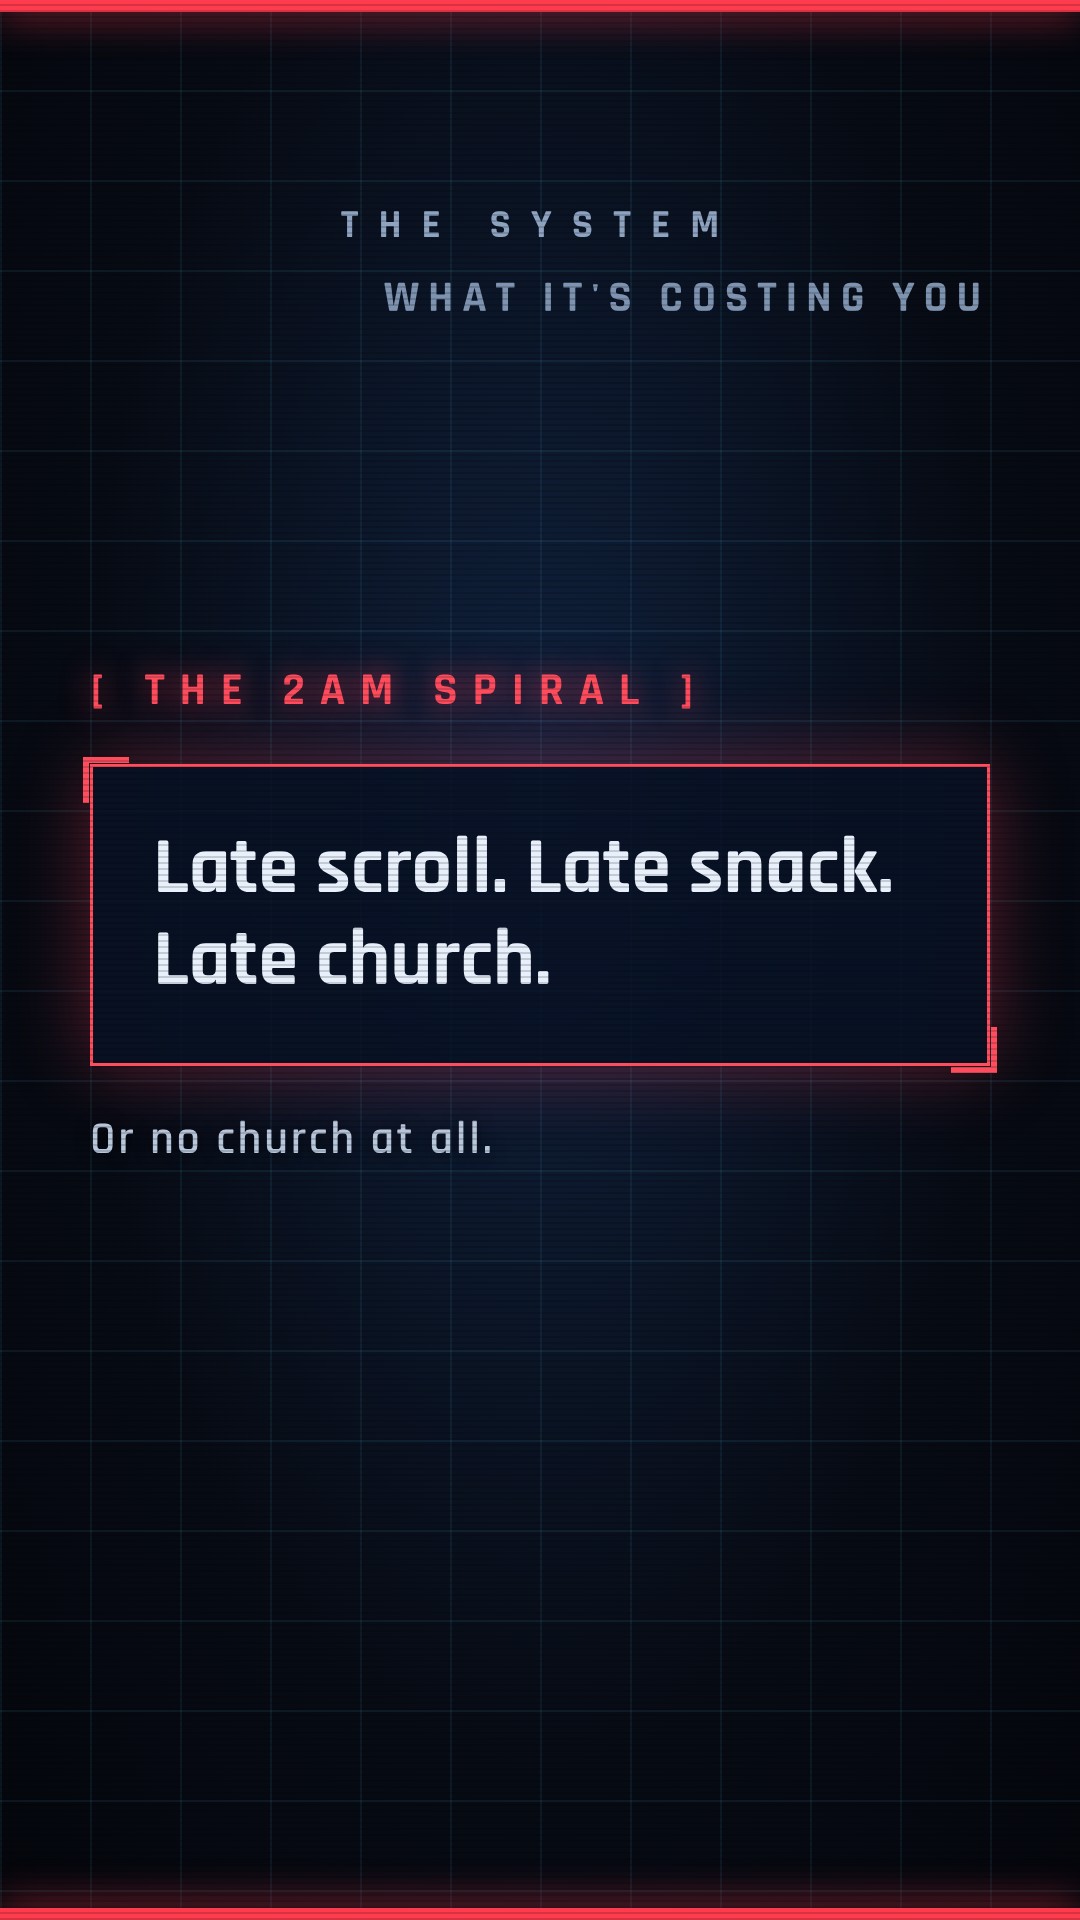 THE SYSTEM
WHAT IT'S COSTING YOU
[ THE 2AM SPIRAL ]
Late scroll. Late snack.
Late church.
Or no church at all.